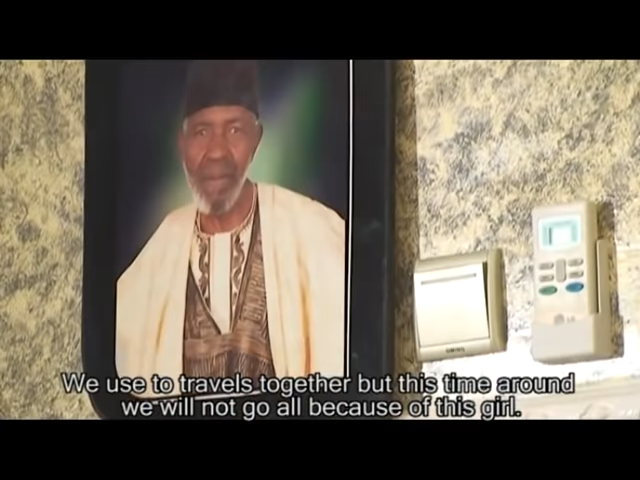 We use to travels together but this time around
we will not go all because of this girl.